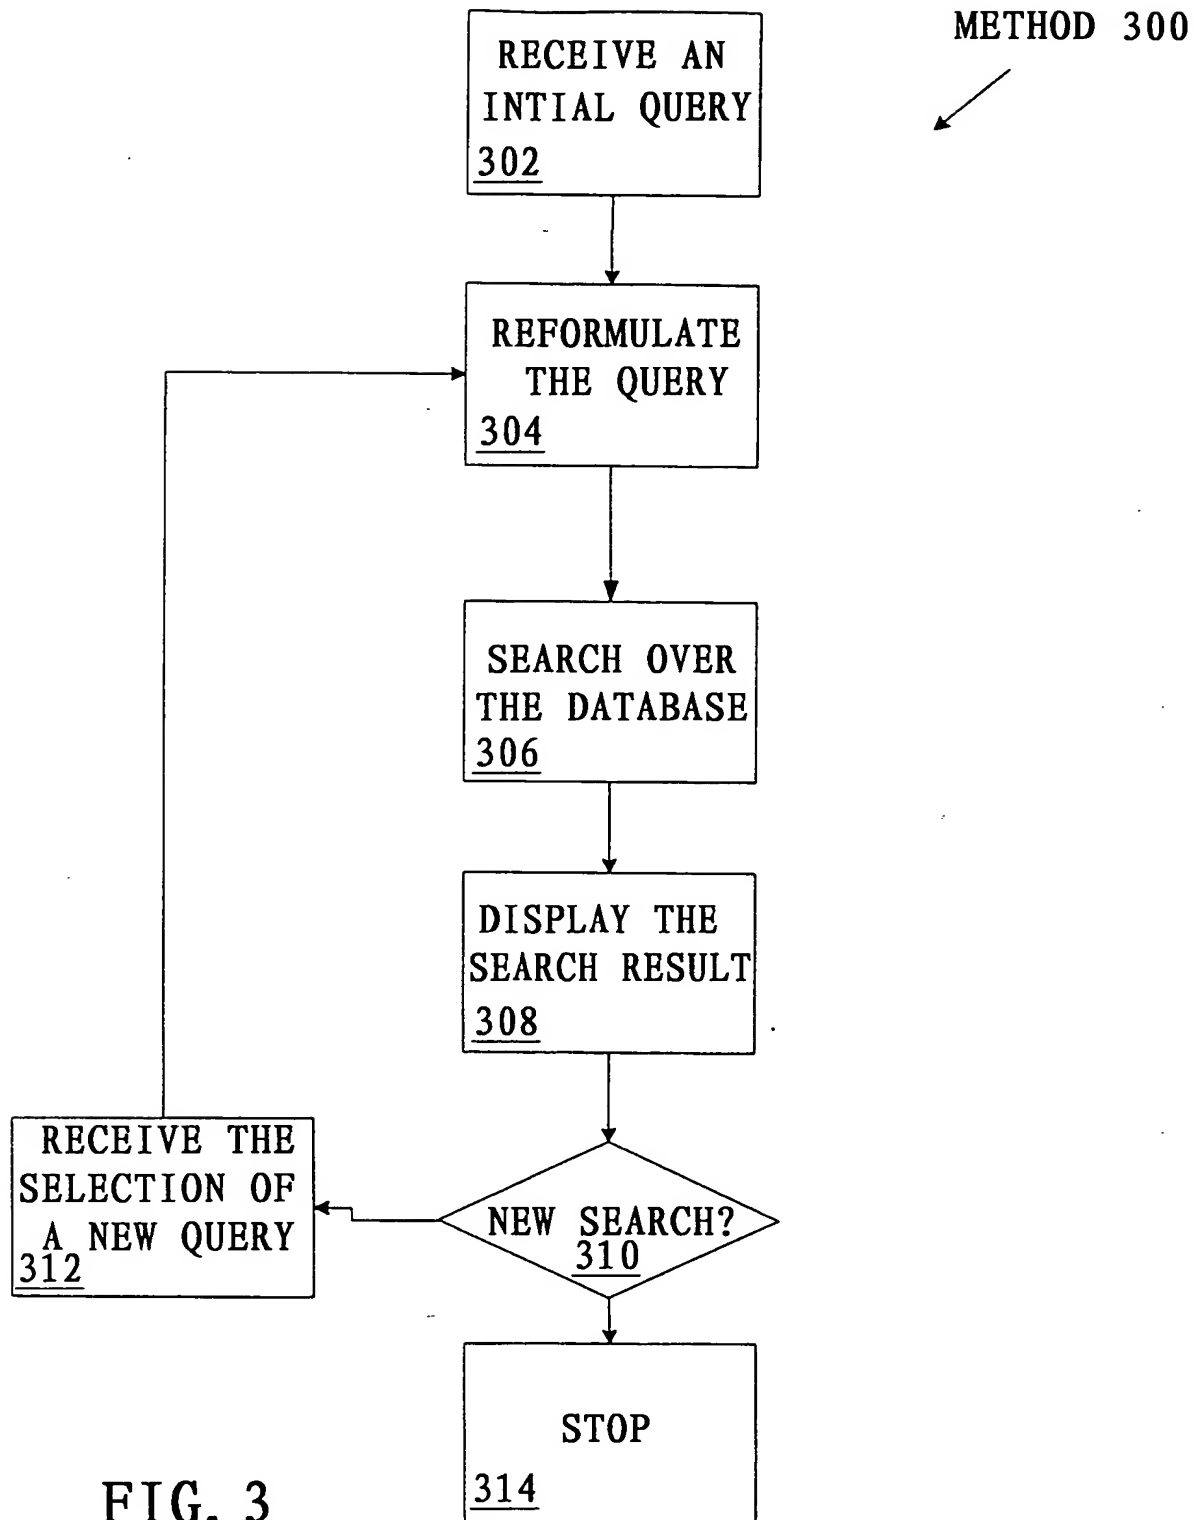 METHOD 300
RECEIVE AN
INTIAL QUERY
302
REFORMULATE
THE QUERY
304
SEARCH OVER
THE DATABASE
306
DISPLAY THE
SEARCH RESULT
308
NEW SEARCH?
310
RECEIVE THE
SELECTION OF
A NEW QUERY
312
STOP
314
FIG. 3